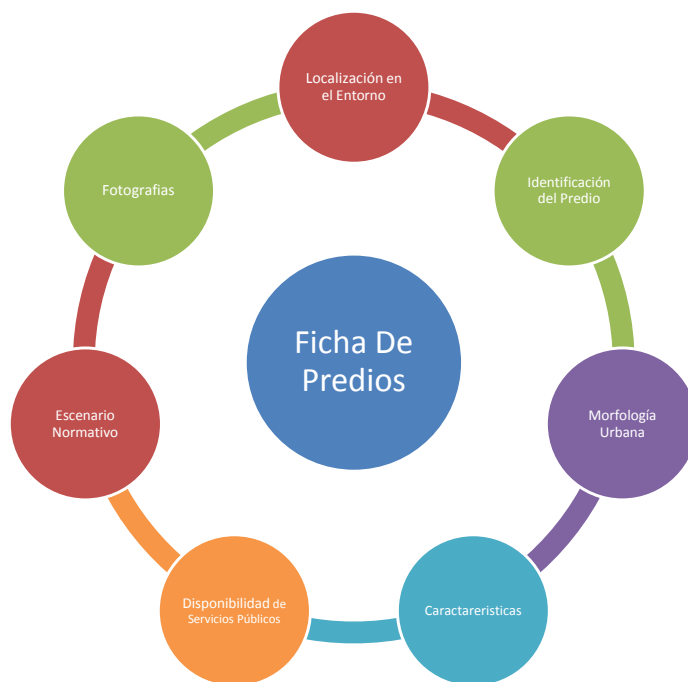 Localización en
el Entorno
Identificación
del Predio
Morfología
Urbana
Caractareristicas
Disponibilidad de
Servicios Públicos
Escenario
Normativo
Fotografias
Ficha De
Predios